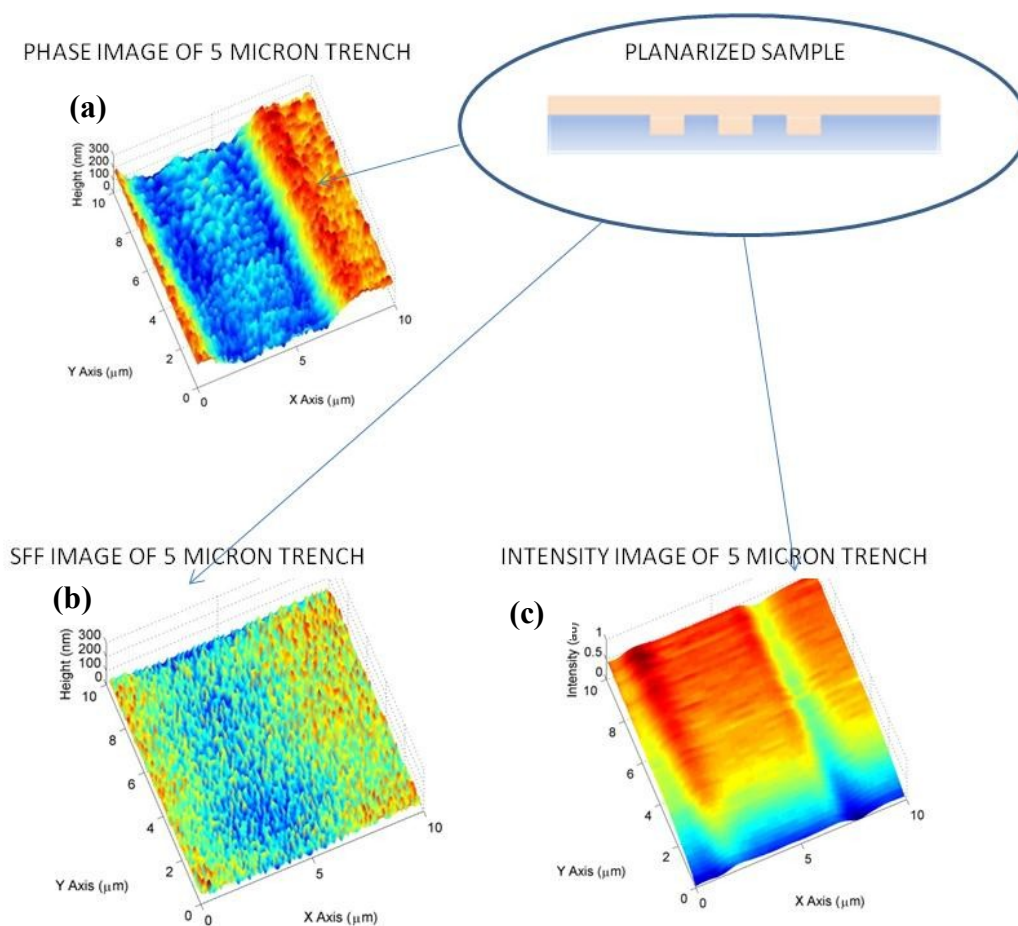 PHASE IMAGE OF 5 MICRON TRENCH
PLANARIZED SAMPLE
(a)
Height (nm)
300
200
100
0
10
8
6
4
2
0
Y Axis (μm)
0
5
10
X Axis (μm)
SFF IMAGE OF 5 MICRON TRENCH
INTENSITY IMAGE OF 5 MICRON TRENCH
(b)
Height (nm)
300
200
100
0
10
8
6
4
2
0
Y Axis (μm)
0
5
10
X Axis (μm)
(c)
Intensity (au)
1
0.5
0
10
8
6
4
2
0
Y Axis (μm)
0
5
10
X Axis (μm)